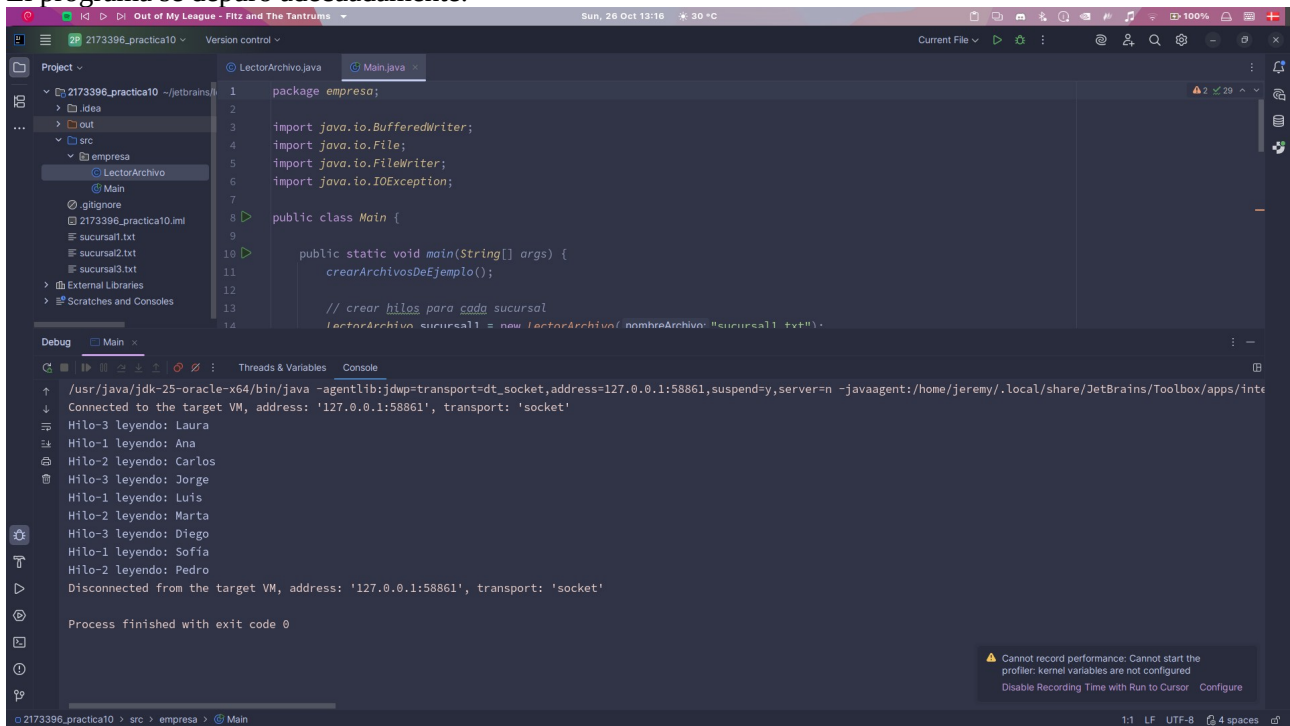 El programa se depuró adecuadamente.
Out of My League - Fitz and The Tantrums
Sun, 26 Oct 13:16 30 °C
100%
2P 2173396_practica10 Version control
Current File
Project
LectorArchivo.java
Main.java
2173396_practica10 ~/jetbrains/i
.idea
out
src
empresa
LectorArchivo
Main
.gitignore
2173396_practica10.iml
sucursal1.txt
sucursal2.txt
sucursal3.txt
External Libraries
Scratches and Consoles
2 29
1 package empresa;
2
3 import java.io.BufferedWriter;
4 import java.io.File;
5 import java.io.FileWriter;
6 import java.io.IOException;
7
8 public class Main {
9
10 public static void main(String[] args) {
11 crearArchivosDeEjemplo();
12
13 // crear hilos para cada sucursal
14 LectorArchivo sucursal1 = new LectorArchivo( nombreArchivo: "sucursal1.txt");
Debug Main
Threads & Variables Console
/usr/java/jdk-25-oracle-x64/bin/java -agentlib:jdwp=transport=dt_socket,address=127.0.0.1:58861,suspend=y,server=n -javaagent:/home/jeremy/.local/share/JetBrains/Toolbox/apps/inte
Connected to the target VM, address: '127.0.0.1:58861', transport: 'socket'
Hilo-3 leyendo: Laura
Hilo-1 leyendo: Ana
Hilo-2 leyendo: Carlos
Hilo-3 leyendo: Jorge
Hilo-1 leyendo: Luis
Hilo-2 leyendo: Marta
Hilo-3 leyendo: Diego
Hilo-1 leyendo: Sofía
Hilo-2 leyendo: Pedro
Disconnected from the target VM, address: '127.0.0.1:58861', transport: 'socket'
Process finished with exit code 0
Cannot record performance: Cannot start the
profiler: kernel variables are not configured
Disable Recording Time with Run to Cursor Configure
2173396_practica10 > src > empresa > Main
1:1 LF UTF-8 4 spaces